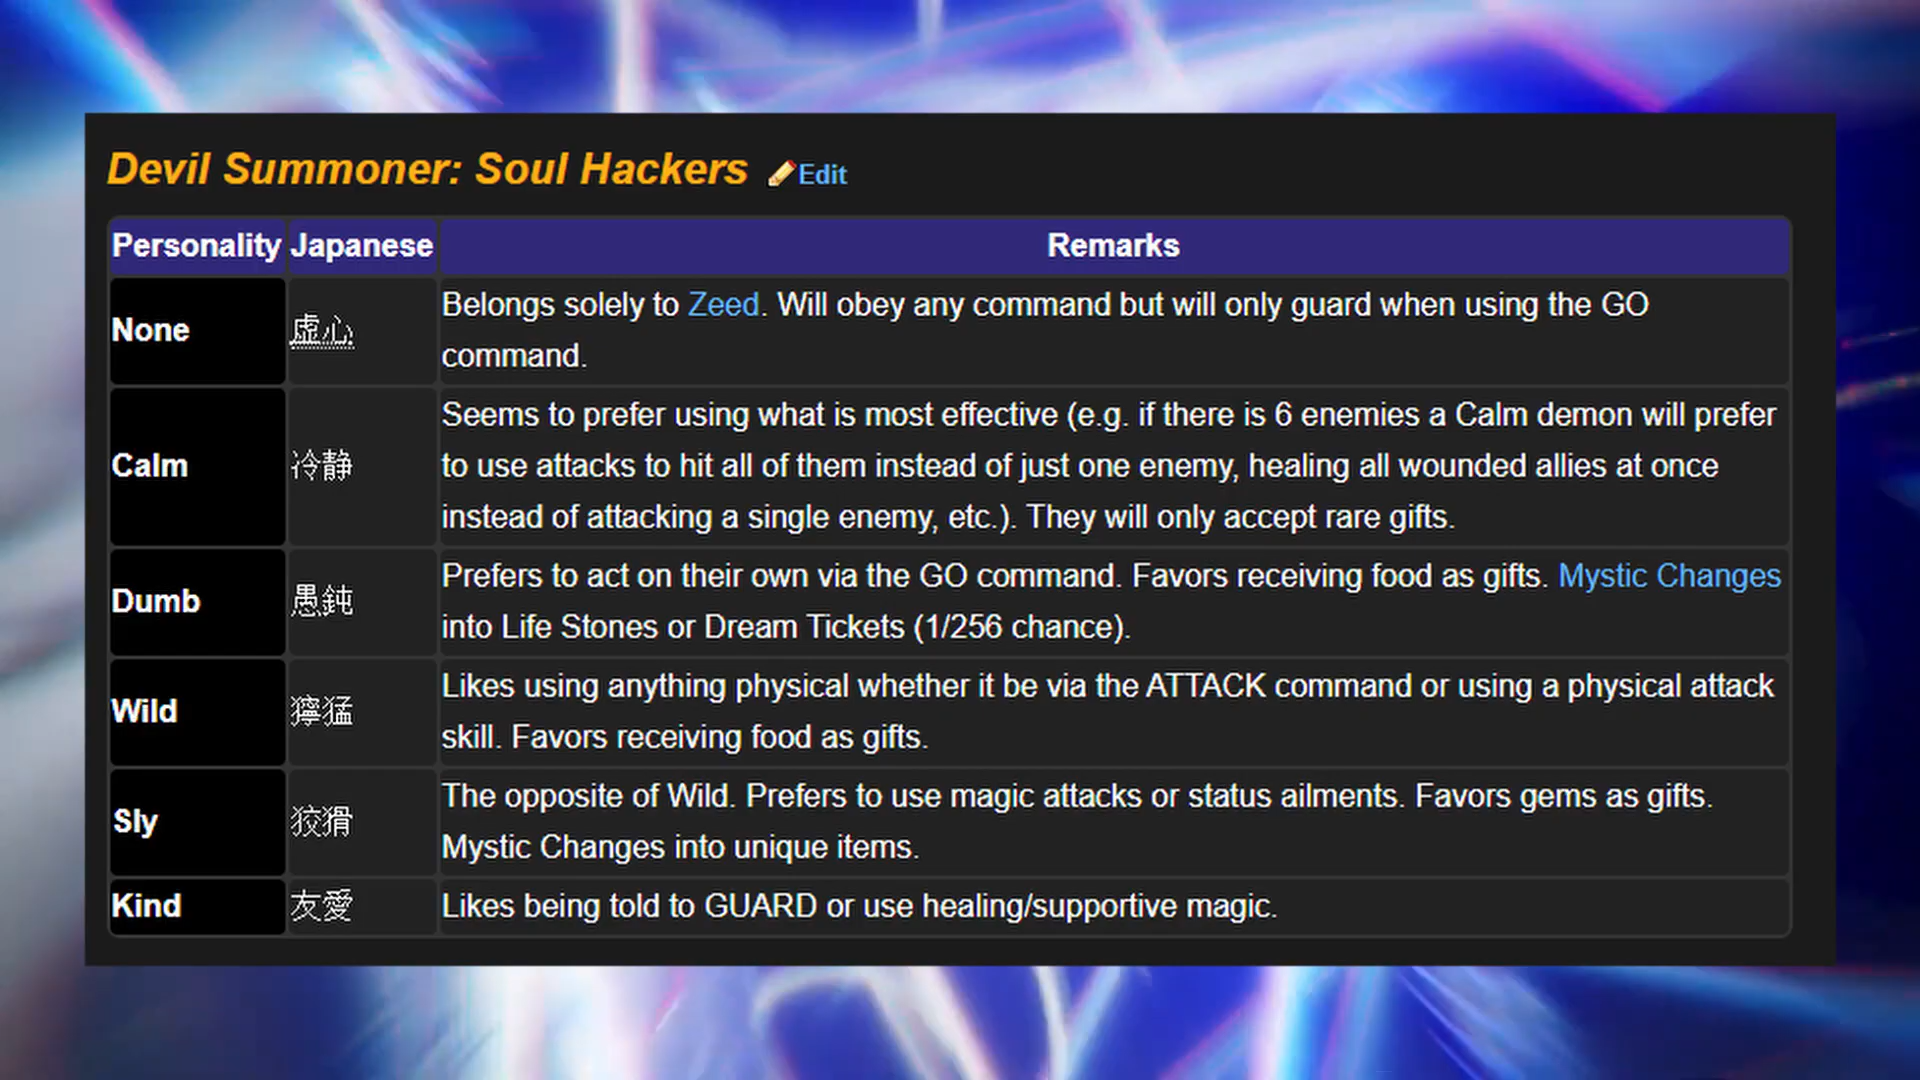 Devil Summoner: Soul Hackers Edit
Personality Japanese Remarks
None 虚心 Belongs solely to Zeed. Will obey any command but will only guard when using the GO
command.
Calm 冷静 Seems to prefer using what is most effective (e.g. if there is 6 enemies a Calm demon will prefer
to use attacks to hit all of them instead of just one enemy, healing all wounded allies at once
instead of attacking a single enemy, etc.). They will only accept rare gifts.
Dumb 愚鈍 Prefers to act on their own via the GO command. Favors receiving food as gifts. Mystic Changes
into Life Stones or Dream Tickets (1/256 chance).
Wild 獰猛 Likes using anything physical whether it be via the ATTACK command or using a physical attack
skill. Favors receiving food as gifts.
Sly 狡猾 The opposite of Wild. Prefers to use magic attacks or status ailments. Favors gems as gifts.
Mystic Changes into unique items.
Kind 友愛 Likes being told to GUARD or use healing/supportive magic.